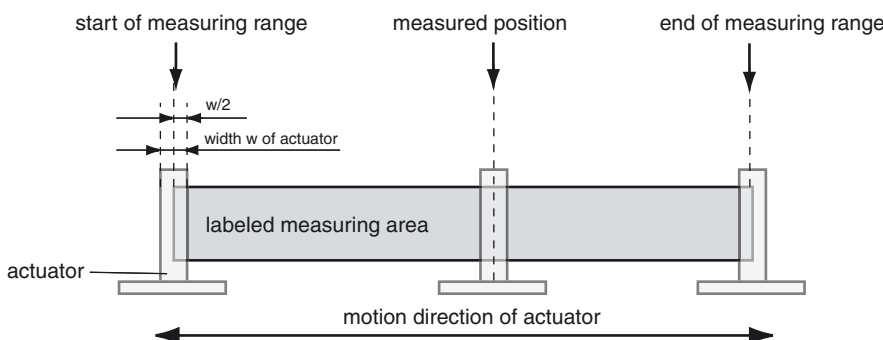 start of measuring range
measured position
end of measuring range
w/2
width w of actuator
labeled measuring area
actuator
motion direction of actuator